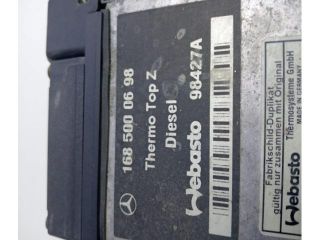 168 500 06 98
Thermo Top Z
Diesel
Webasto 98427A
Fabrikschild-Duplikat
gültig nur zusammen mit Original
Webasto Thermosysteme GmbH
MADE IN GERMANY